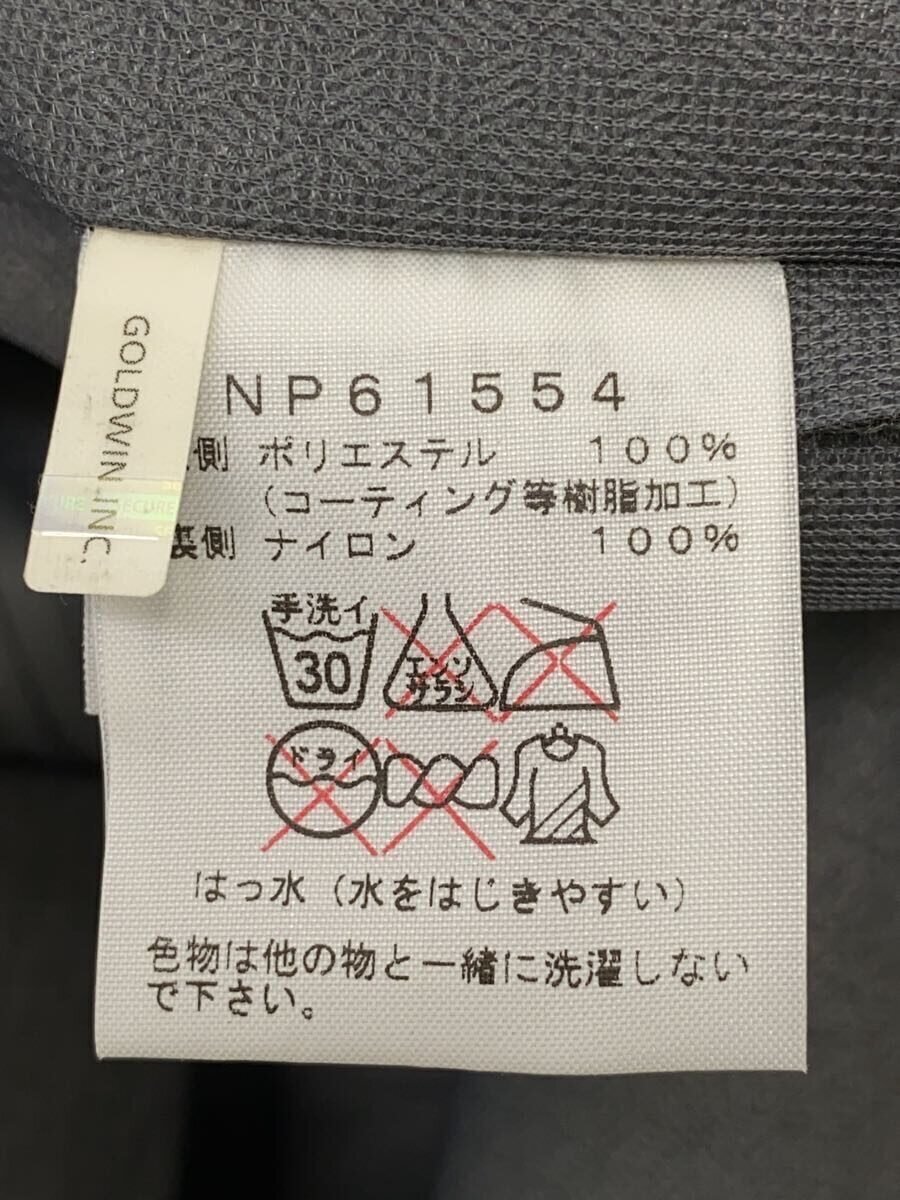 GOLDWIN INC.
SECURE
NP61554
側 ポリエステル 100%
(コーティング等樹脂加工)
裏側 ナイロン 100%
手洗イ
30
エンソ
サラシ
ドライ
はっ水(水をはじきやすい)
色物は他の物と一緒に洗濯しない
で下さい。